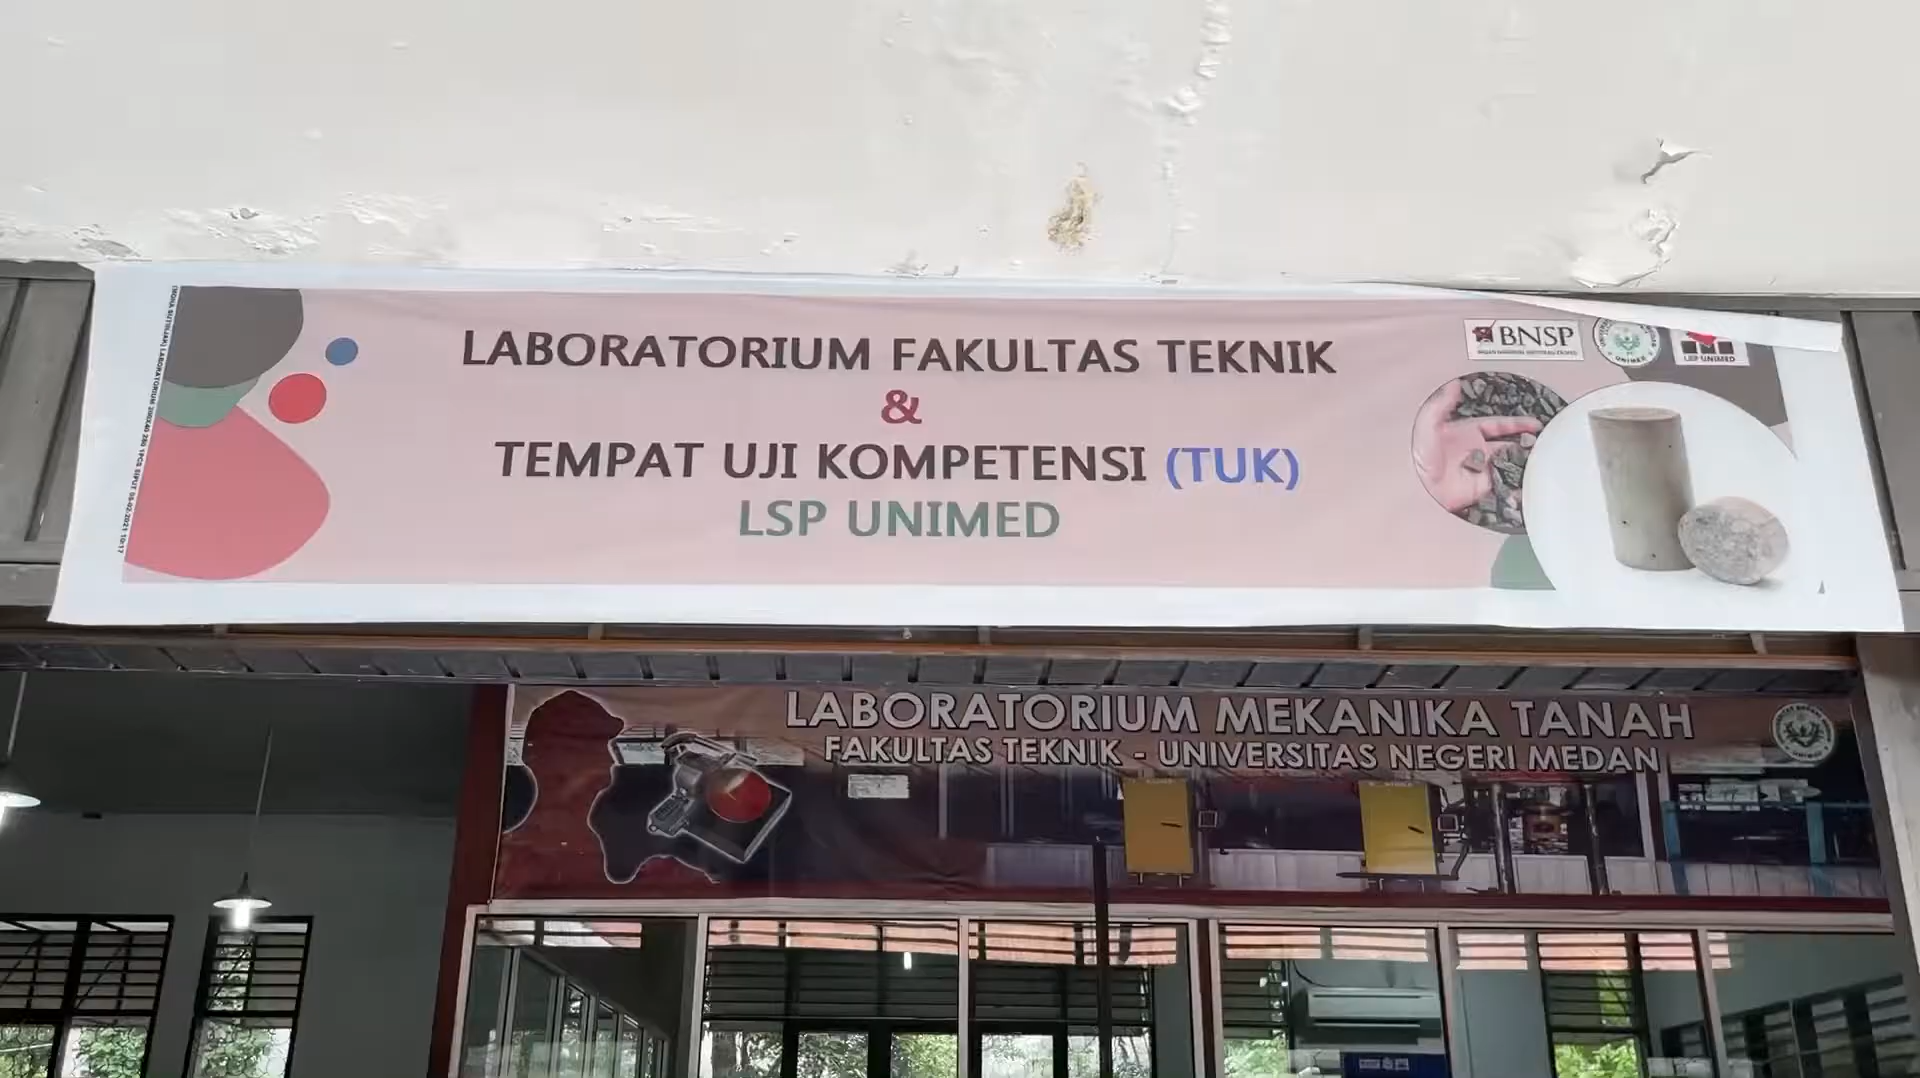 LABORATORIUM FAKULTAS TEKNIK
&
TEMPAT UJI KOMPETENSI (TUK)
LSP UNIMED
BNSP
UNIMED
LSP UNIMED
LABORATORIUM MEKANIKA TANAH
FAKULTAS TEKNIK - UNIVERSITAS NEGERI MEDAN